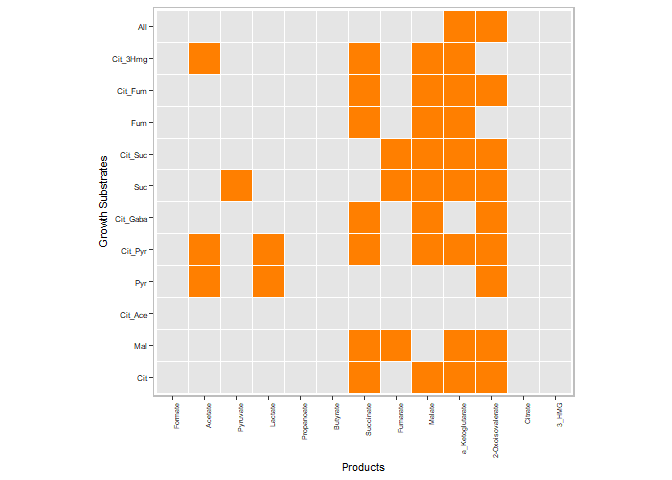 All
Cit_3Hmg
Cit_Fum
Fum
Cit_Suc
Suc
Cit_Gaba
Cit_Pyr
Pyr
Cit_Ace
Mal
Cit
Growth Substrates
Formate
Acetate
Pyruvate
Lactate
Propanoate
Butyrate
Succinate
Fumarate
Malate
a_Ketoglutarate
2-Oxoisovalerate
Citrate
3_HMG
Products